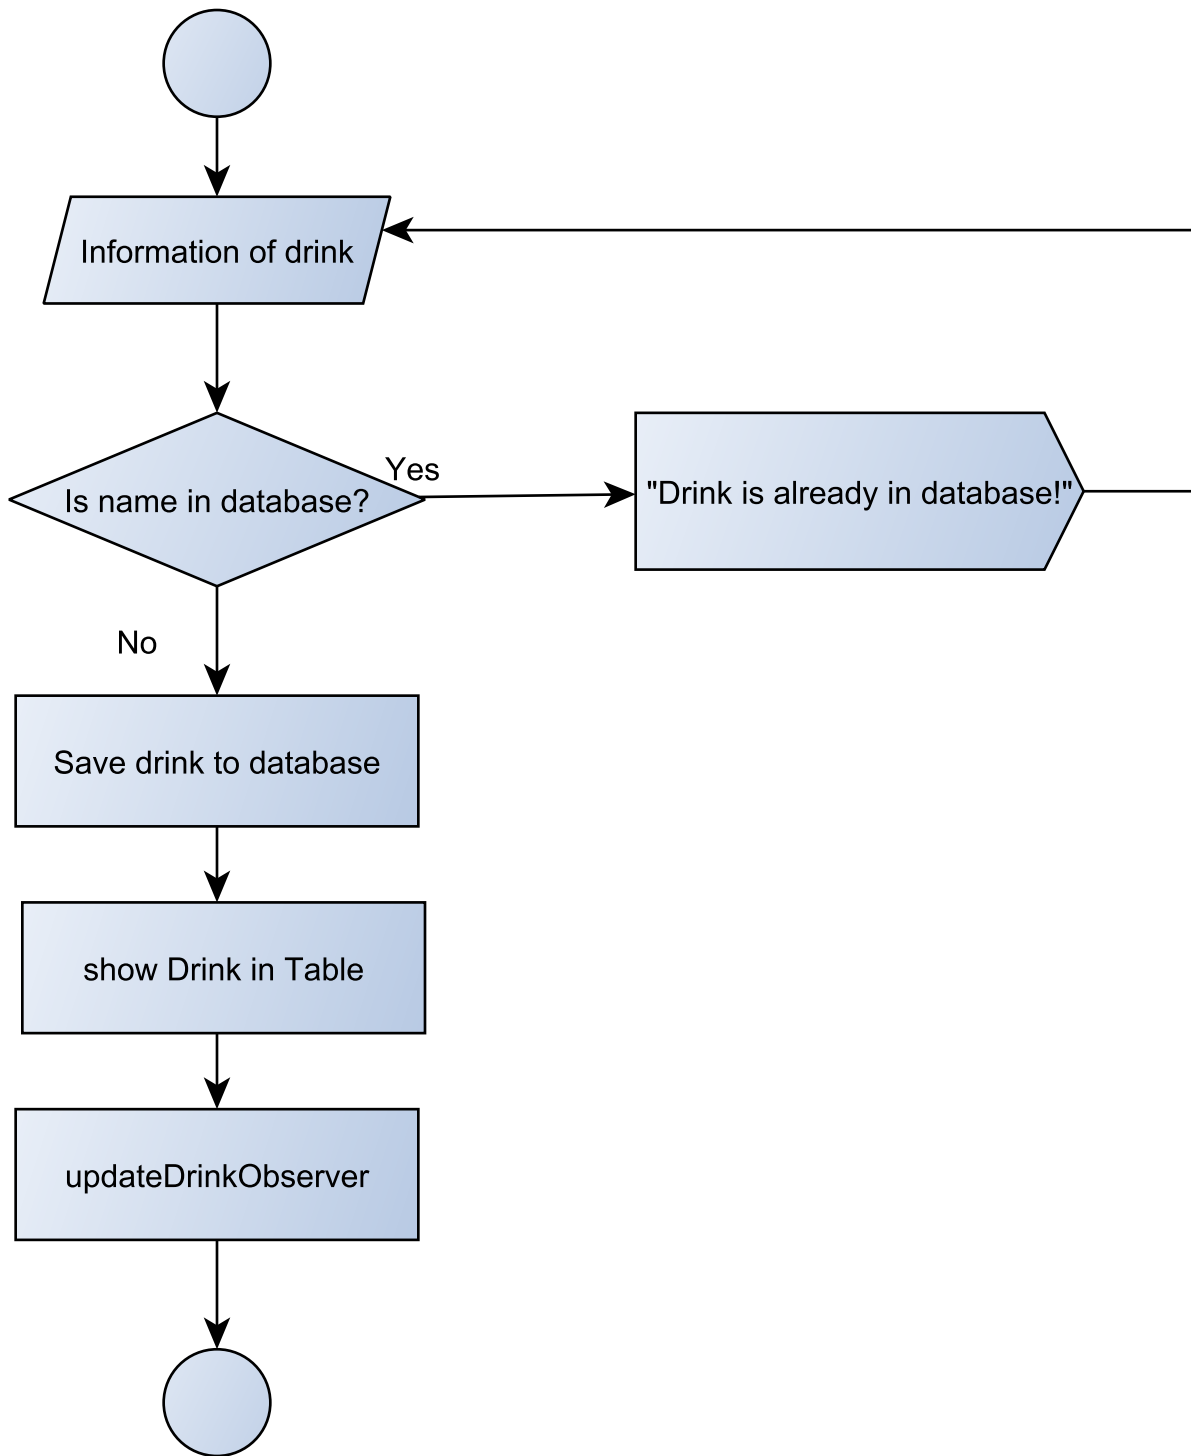 Information of drink
Is name in database?
Yes
"Drink is already in database!"
No
Save drink to database
show Drink in Table
updateDrinkObserver